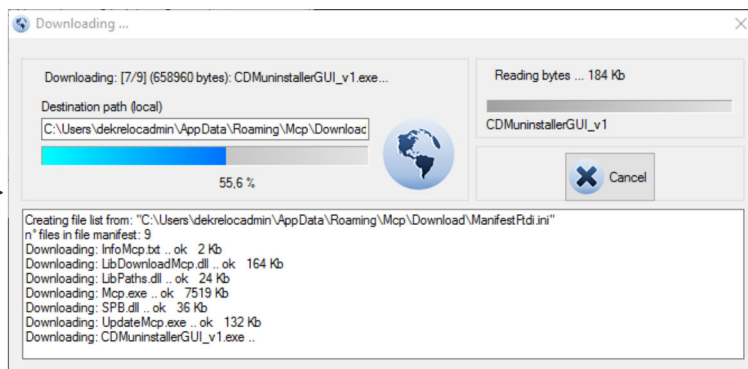 Downloading ...
Downloading: [7/9] (658960 bytes): CDMuninstallerGUI_v1.exe...
Destination path (local)
C:\Users\dekrelocadmin\AppData\Roaming\Mcp\Downloac
55,6 %
Reading bytes ... 184 Kb
CDMuninstallerGUI_v1
Cancel
Creating file list from: "C:\Users\dekrelocadmin\AppData\Roaming\Mcp\Download\ManifestFtdi.ini"
n° files in file manifest: 9
Downloading: InfoMcp.txt .. ok 2 Kb
Downloading: LibDownloadMcp.dll .. ok 164 Kb
Downloading: LibPaths.dll .. ok 24 Kb
Downloading: Mcp.exe .. ok 7519 Kb
Downloading: SPB.dll .. ok 36 Kb
Downloading: UpdateMcp.exe .. ok 132 Kb
Downloading: CDMuninstallerGUI_v1.exe ..